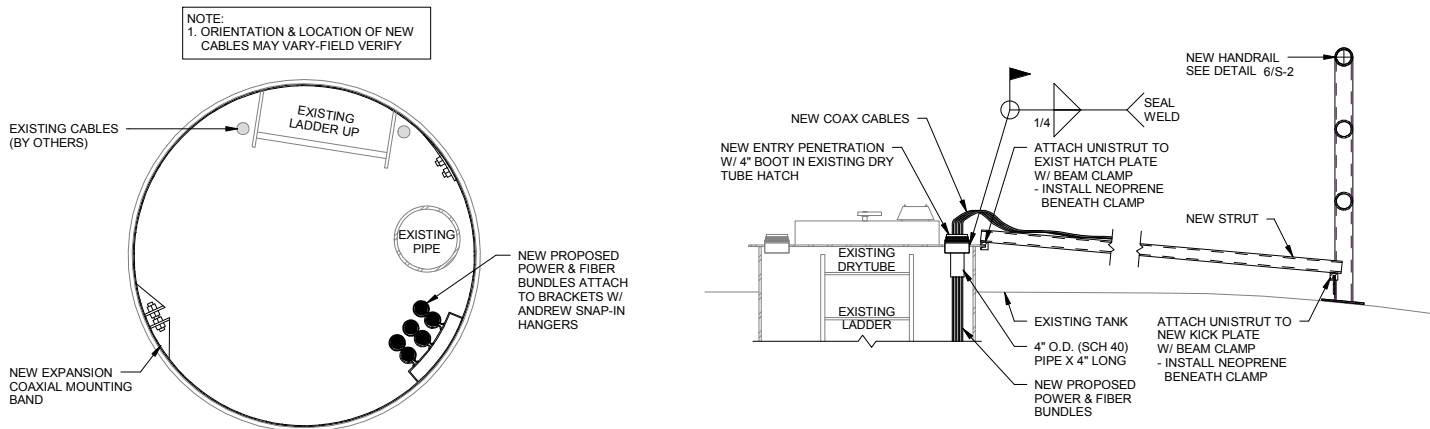 NOTE:
1. ORIENTATION & LOCATION OF NEW
CABLES MAY VARY-FIELD VERIFY
EXISTING
LADDER UP
EXISTING CABLES
(BY OTHERS)
EXISTING
PIPE
NEW PROPOSED
POWER & FIBER
BUNDLES ATTACH
TO BRACKETS W/
ANDREW SNAP-IN
HANGERS
NEW EXPANSION
COAXIAL MOUNTING
BAND
NEW HANDRAIL
SEE DETAIL 6/S-2
SEAL
WELD
1/4
NEW COAX CABLES
NEW ENTRY PENETRATION
W/ 4" BOOT IN EXISTING DRY
TUBE HATCH
ATTACH UNISTRUT TO
EXIST HATCH PLATE
W/ BEAM CLAMP
- INSTALL NEOPRENE
BENEATH CLAMP
NEW STRUT
EXISTING
DRYTUBE
EXISTING
LADDER
EXISTING TANK
4" O.D. (SCH 40)
PIPE X 4" LONG
NEW PROPOSED
POWER & FIBER
BUNDLES
ATTACH UNISTRUT TO
NEW KICK PLATE
W/ BEAM CLAMP
- INSTALL NEOPRENE
BENEATH CLAMP